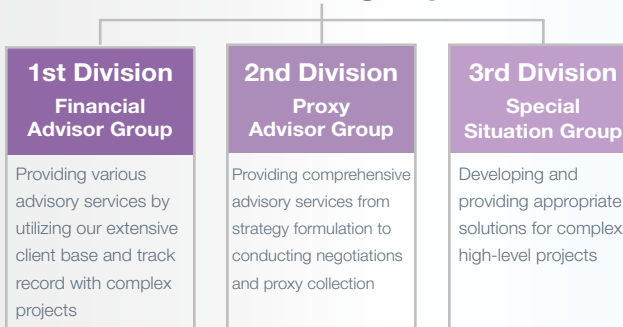 1st Division
Financial
Advisor Group
Providing various
advisory services by
utilizing our extensive
client base and track
record with complex
projects
2nd Division
Proxy
Advisor Group
Providing comprehensive
advisory services from
strategy formulation to
conducting negotiations
and proxy collection
3rd Division
Special
Situation Group
Developing and
providing appropriate
solutions for complex
high-level projects